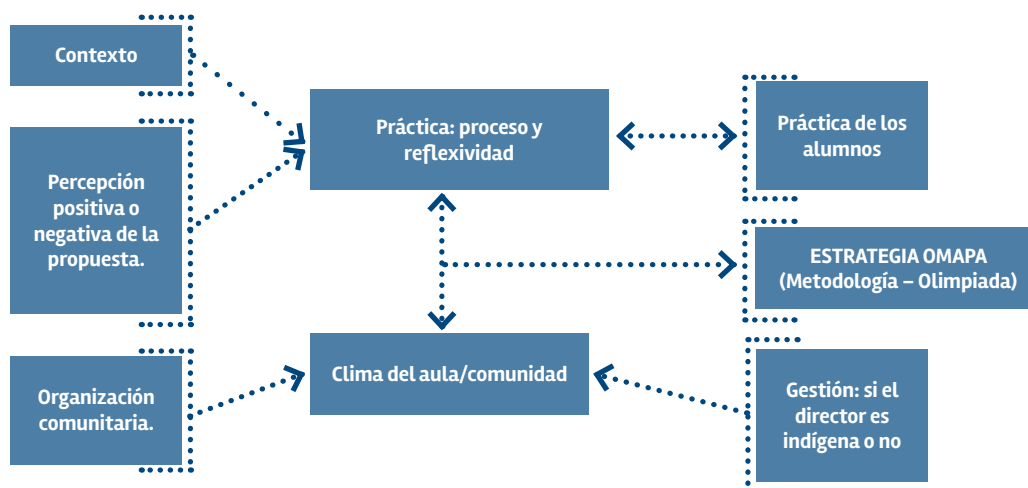 Contexto
Percepción
positiva o
negativa de la
propuesta.
Organización
comunitaria.
Práctica: proceso y
reflexividad
Clima del aula/comunidad
Práctica de los
alumnos
ESTRATEGIA OMAPA
(Metodología – Olimpiada)
Gestión: si el
director es
indígena o no